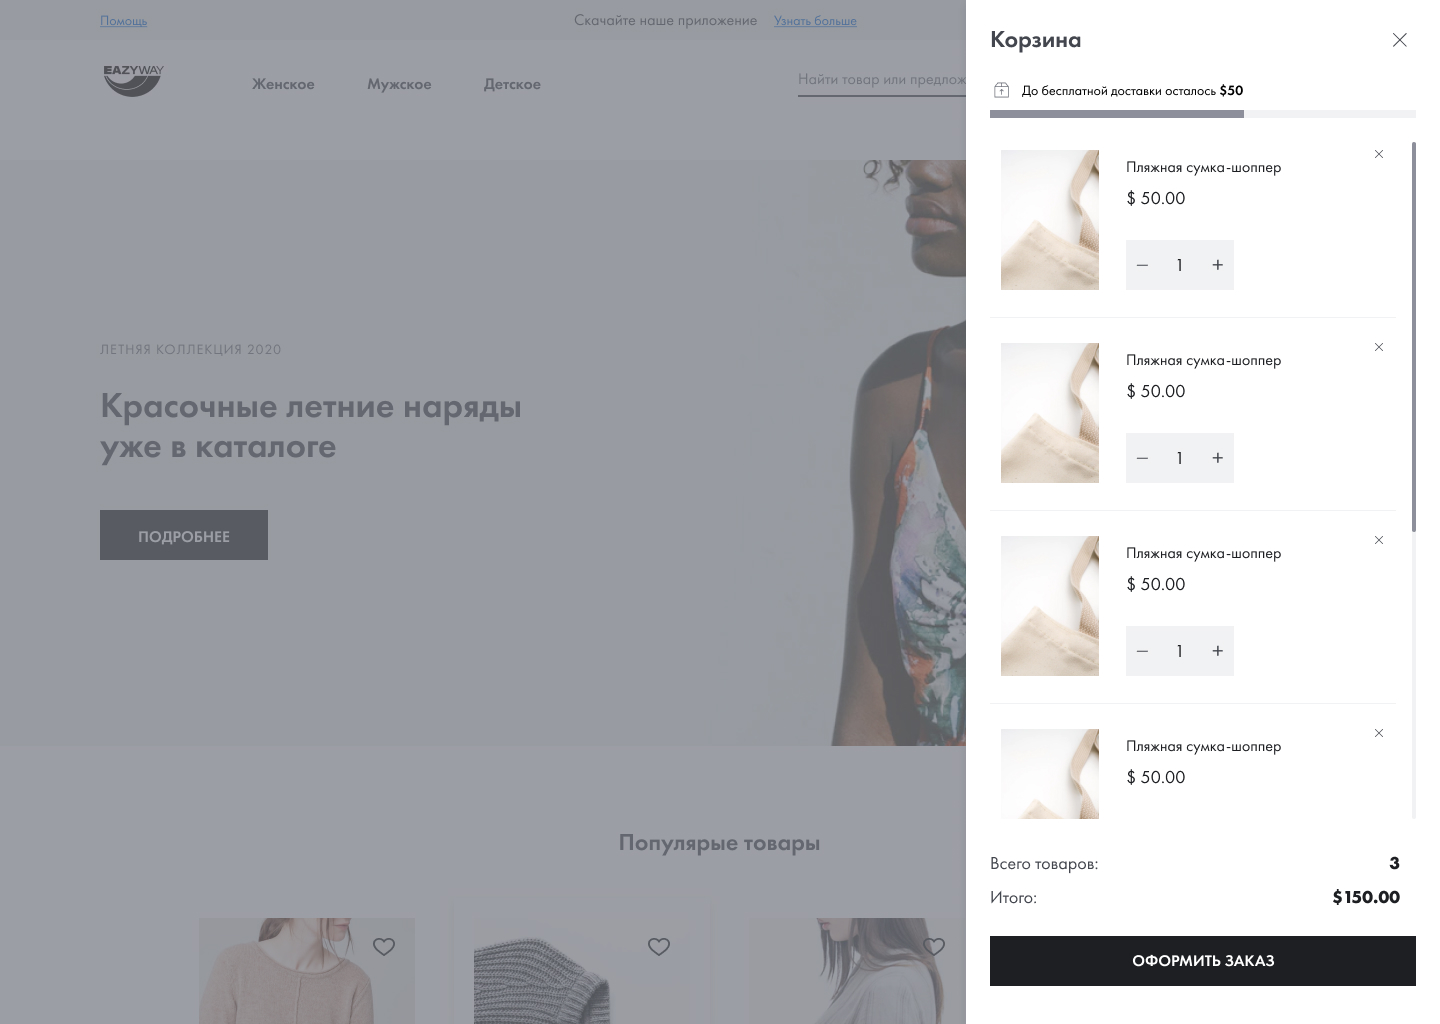 Помощь
Скачайте наше приложение Узнать больше
EAZYWAY
Женское Мужское Детское
Найти товар или предлож
ЛЕТНЯЯ КОЛЛЕКЦИЯ 2020
Красочные летние наряды
уже в каталоге
ПОДРОБНЕЕ
Популярые товары
Корзина
До бесплатной доставки осталось $50
Пляжная сумка-шоппер
$ 50.00
1
Пляжная сумка-шоппер
$ 50.00
1
Пляжная сумка-шоппер
$ 50.00
1
Пляжная сумка-шоппер
$ 50.00
Всего товаров: 3
Итого: $150.00
ОФОРМИТЬ ЗАКАЗ